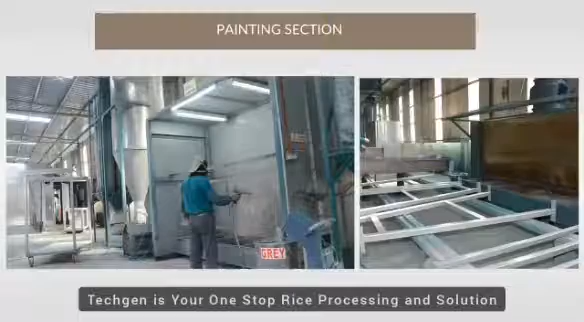 PAINTING SECTION
GREY
Techgen is Your One Stop Rice Processing and Solution